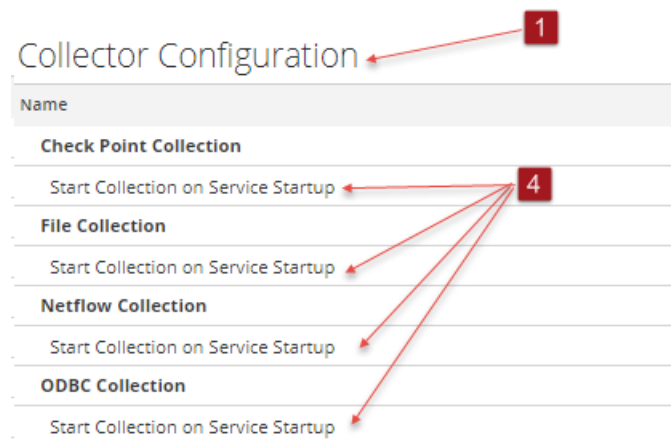 1
Collector Configuration
Name
Check Point Collection
Start Collection on Service Startup
4
File Collection
Start Collection on Service Startup
Netflow Collection
Start Collection on Service Startup
ODBC Collection
Start Collection on Service Startup